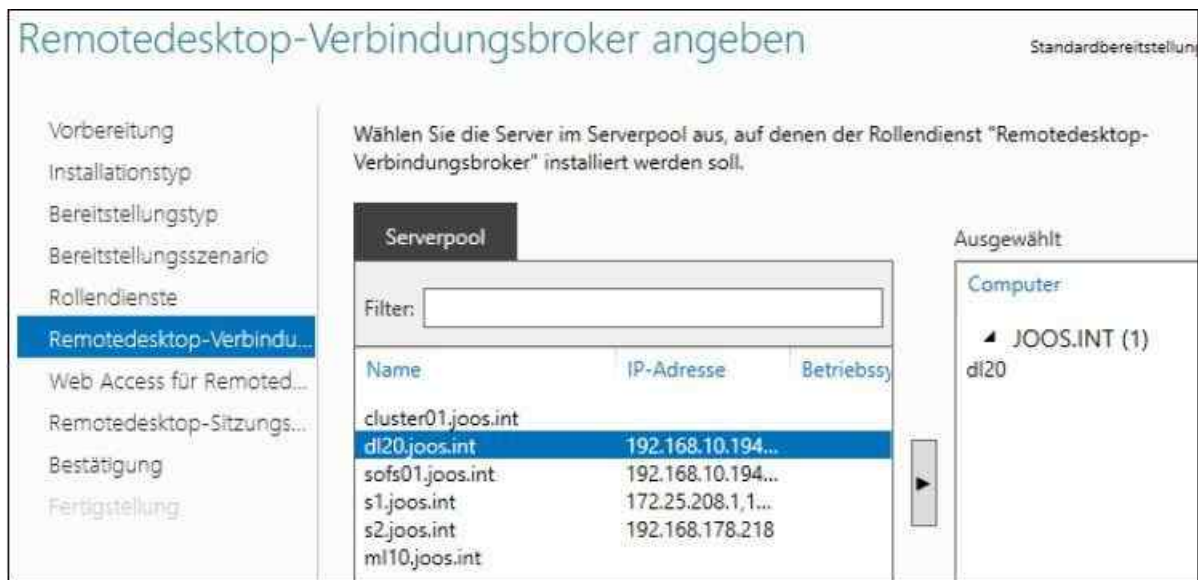 Remotedesktop-Verbindungsbroker angeben
Standardbereitstellung
Vorbereitung
Installationstyp
Bereitstellungstyp
Bereitstellungsszenario
Rollendienste
Remotedesktop-Verbindu...
Web Access für Remoted...
Remotedesktop-Sitzungs...
Bestätigung
Fertigstellung
Wählen Sie die Server im Serverpool aus, auf denen der Rollendienst "Remotedesktop-
Verbindungsbroker" installiert werden soll.
Serverpool
Filter:
Name IP-Adresse Betriebssy
cluster01.joos.int
dl20.joos.int 192.168.10.194...
sofs01.joos.int 192.168.10.194...
s1.joos.int 172.25.208.1,1...
s2.joos.int 192.168.178.218
ml10.joos.int
Ausgewählt
Computer
JOOS.INT (1)
dl20